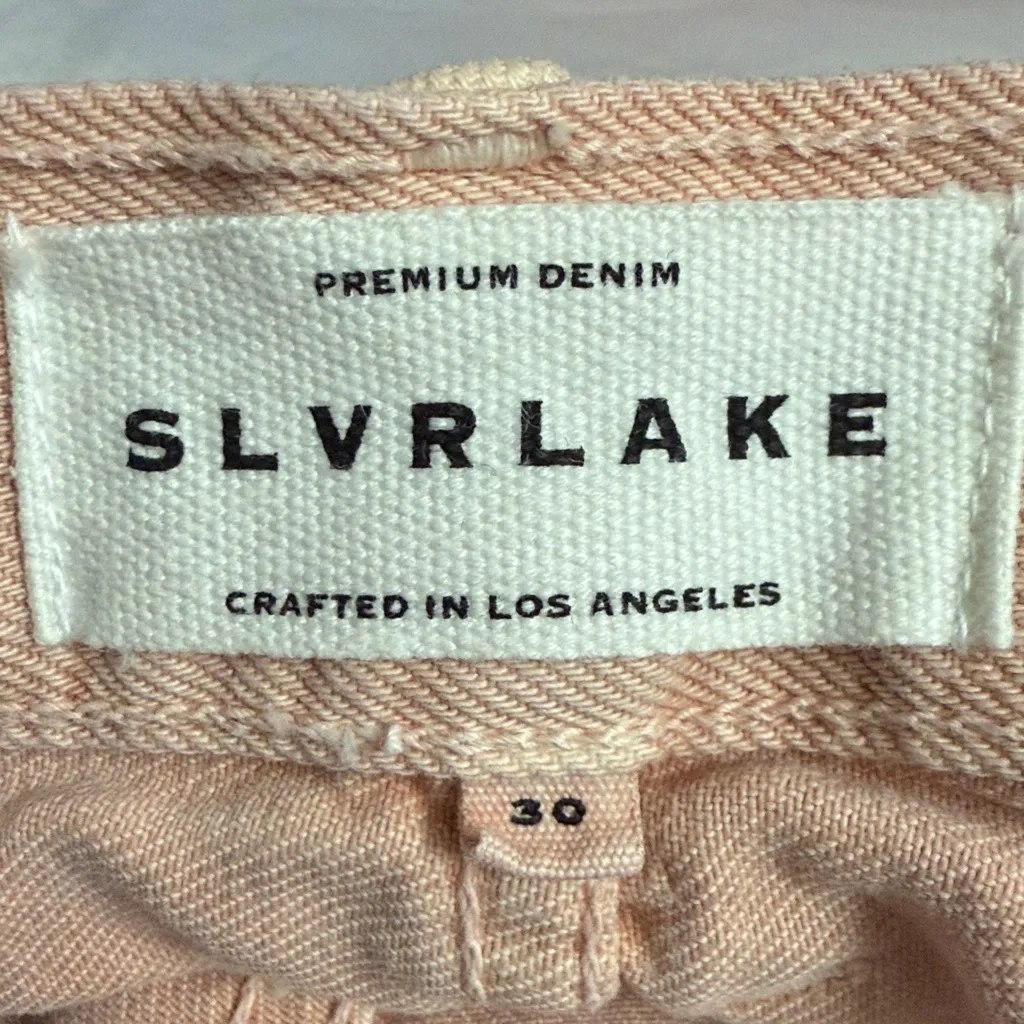 PREMIUM DENIM
SLVRLAKE
CRAFTED IN LOS ANGELES
30